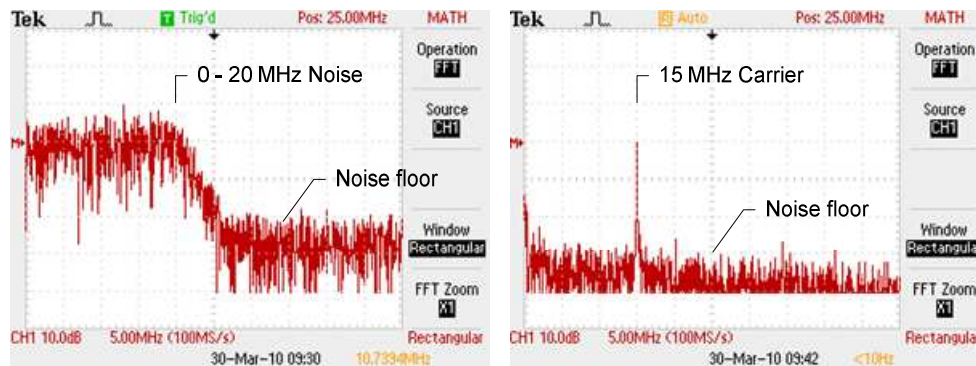 Tek Trig'd Pos: 25.00MHz MATH
Operation
FFT
0 - 20 MHz Noise
Source
CH1
M
Noise floor
Window
Rectangular
FFT Zoom
X1
CH1 10.0dB 5.00MHz (100MS/s) Rectangular
30-Mar-10 09:30 10.7394MHz
Tek Auto Pos: 25.00MHz MATH
Operation
FFT
15 MHz Carrier
Source
CH1
M
Noise floor
Window
Rectangular
FFT Zoom
X1
CH1 10.0dB 5.00MHz (100MS/s) Rectangular
30-Mar-10 09:42 <10Hz